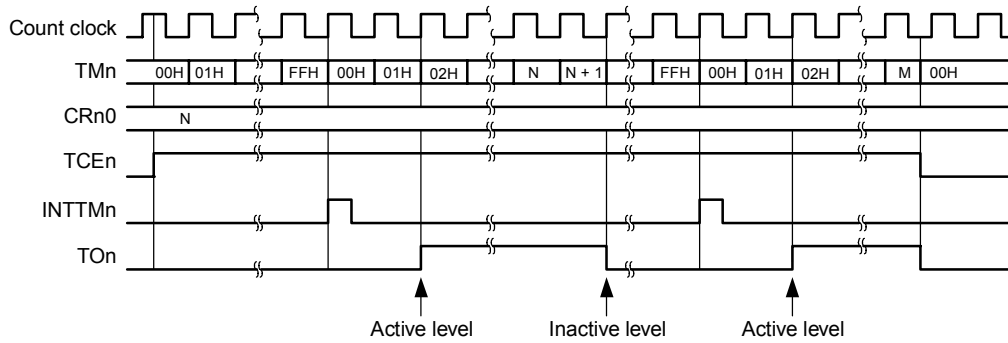 Count clock
TMn 00H 01H FFH 00H 01H 02H N N + 1 FFH 00H 01H 02H M 00H
CRn0 N
TCEn
INTTMn
TOn
Active level Inactive level Active level